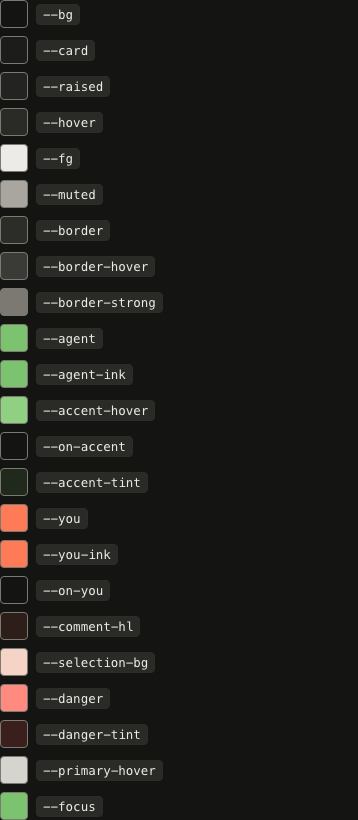 --bg
--card
--raised
--hover
--fg
--muted
--border
--border-hover
--border-strong
--agent
--agent-ink
--accent-hover
--on-accent
--accent-tint
--you
--you-ink
--on-you
--comment-hl
--selection-bg
--danger
--danger-tint
--primary-hover
--focus